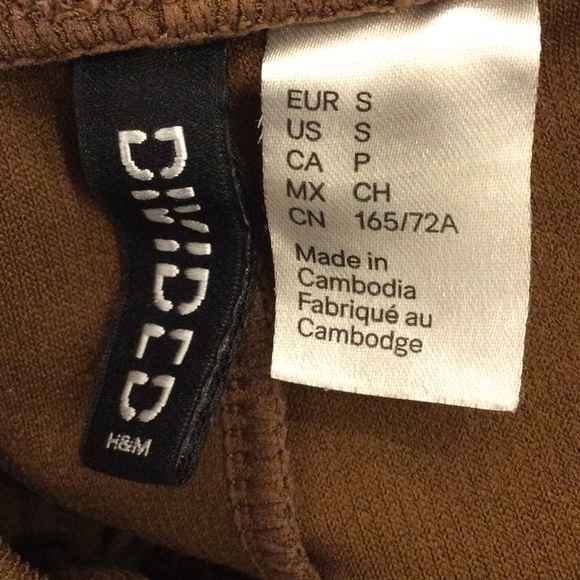 DIVIDED
H&M
EUR S
US S
CA P
MX CH
CN 165/72A
Made in
Cambodia
Fabriqué au
Cambodge